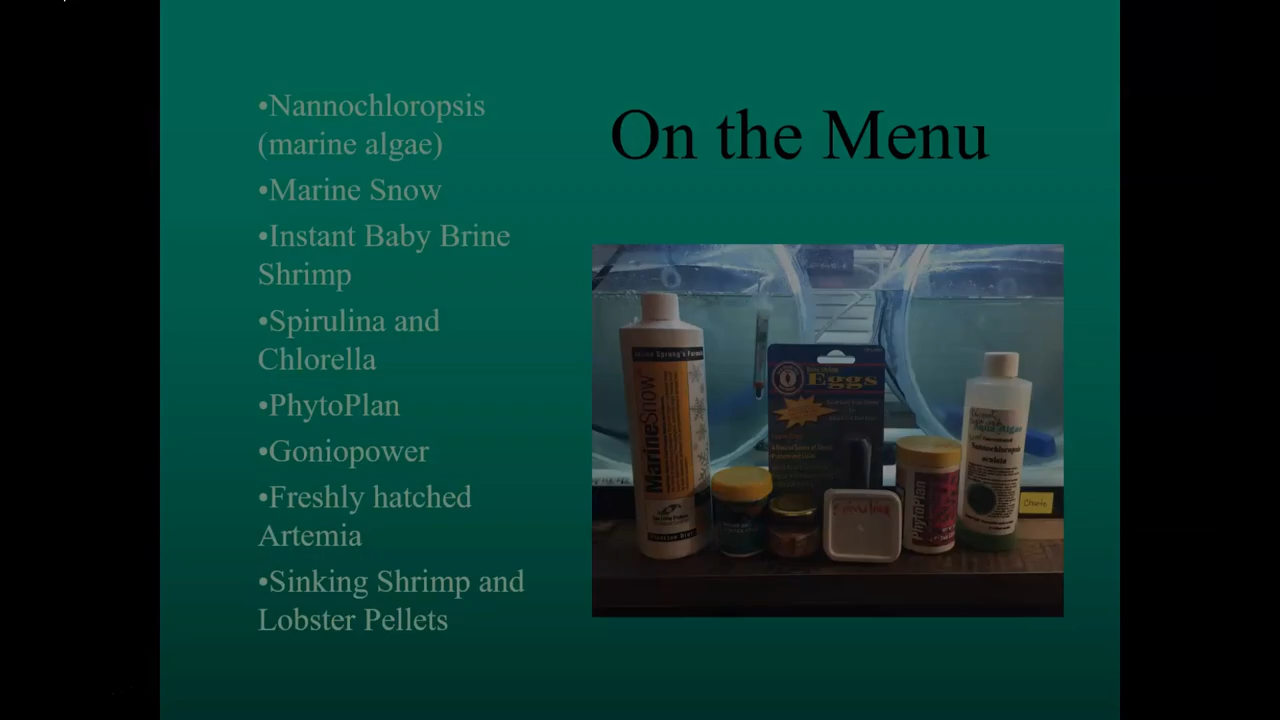 •Nannochloropsis
(marine algae)
•Marine Snow
•Instant Baby Brine
Shrimp
•Spirulina and
Chlorella
•PhytoPlan
•Goniopower
•Freshly hatched
Artemia
•Sinking Shrimp and
Lobster Pellets
On the Menu
MarineSnow
Eggs
PhytoPlan
Nannochloropsis